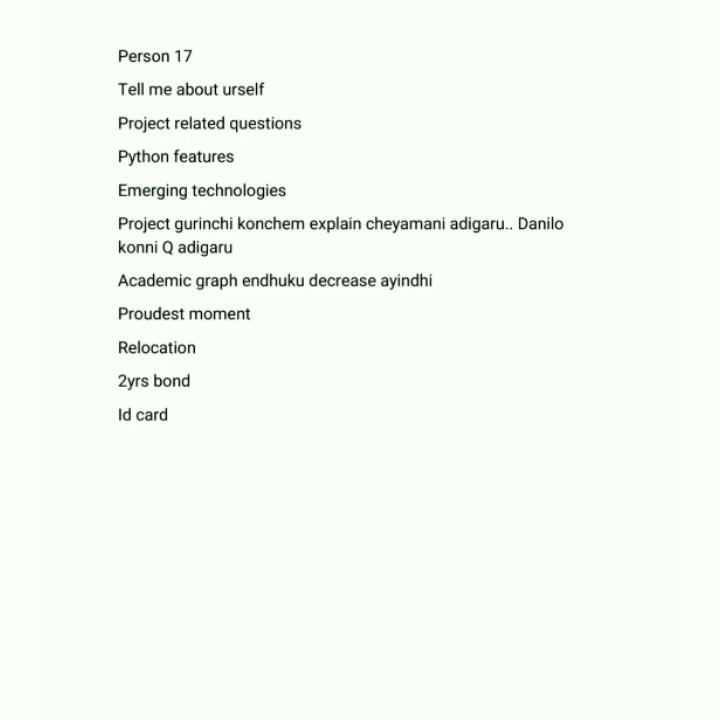 Person 17
Tell me about urself
Project related questions
Python features
Emerging technologies
Project gurinchi konchem explain cheyamani adigaru.. Danilo
konni Q adigaru
Academic graph endhuku decrease ayindhi
Proudest moment
Relocation
2yrs bond
Id card